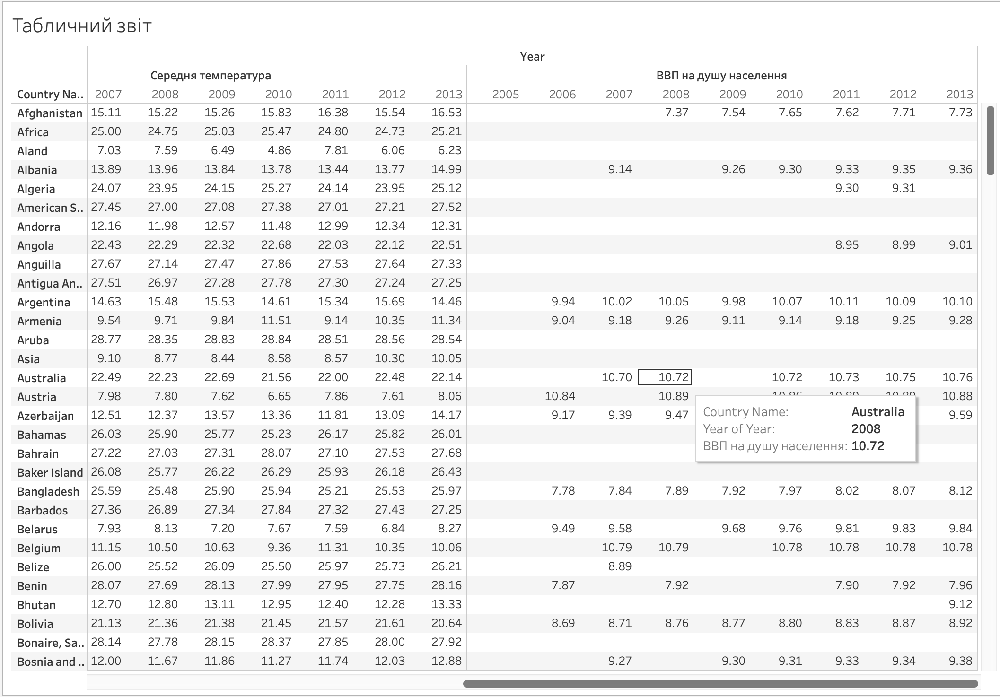 Табличний звіт
Year
Середня температура ВВП на душу населення
Country Na.. 2007 2008 2009 2010 2011 2012 2013 2005 2006 2007 2008 2009 2010 2011 2012 2013
Afghanistan 15.11 15.22 15.26 15.83 16.38 15.54 16.53 7.37 7.54 7.65 7.62 7.71 7.73
Africa 25.00 24.75 25.03 25.47 24.80 24.73 25.21
Aland 7.03 7.59 6.49 4.86 7.81 6.06 6.23
Albania 13.89 13.96 13.84 13.78 13.44 13.77 14.99 9.14 9.26 9.30 9.33 9.35 9.36
Algeria 24.07 23.95 24.15 25.27 24.14 23.95 25.12 9.30 9.31
American S.. 27.45 27.00 27.08 27.38 27.01 27.21 27.52
Andorra 12.16 11.98 12.57 11.48 12.99 12.34 12.31
Angola 22.43 22.29 22.32 22.68 22.03 22.12 22.51 8.95 8.99 9.01
Anguilla 27.67 27.14 27.47 27.86 27.53 27.64 27.33
Antigua An.. 27.51 26.97 27.28 27.78 27.30 27.24 27.25
Argentina 14.63 15.48 15.53 14.61 15.34 15.69 14.46 9.94 10.02 10.05 9.98 10.07 10.11 10.09 10.10
Armenia 9.54 9.71 9.84 11.51 9.14 10.35 11.34 9.04 9.18 9.26 9.11 9.14 9.18 9.25 9.28
Aruba 28.77 28.35 28.83 28.84 28.51 28.56 28.54
Asia 9.10 8.77 8.44 8.58 8.57 10.30 10.05
Australia 22.49 22.23 22.69 21.56 22.00 22.48 22.14 10.70 10.72 10.72 10.73 10.75 10.76
Austria 7.98 7.80 7.62 6.65 7.86 7.61 8.06 10.84 10.89 10.88
Azerbaijan 12.51 12.37 13.57 13.36 11.81 13.09 14.17 9.17 9.39 9.47 9.59
Country Name: Australia
Year of Year: 2008
ВВП на душу населення: 10.72
Bahamas 26.03 25.90 25.77 25.23 26.17 25.82 26.01
Bahrain 27.22 27.03 27.31 28.07 27.10 27.53 27.68
Baker Island 26.08 25.77 26.22 26.29 25.93 26.18 26.43
Bangladesh 25.59 25.48 25.90 25.94 25.21 25.53 25.97 7.78 7.84 7.89 7.92 7.97 8.02 8.07 8.12
Barbados 27.36 26.89 27.34 27.84 27.32 27.43 27.25
Belarus 7.93 8.13 7.20 7.67 7.59 6.84 8.27 9.49 9.58 9.68 9.76 9.81 9.83 9.84
Belgium 11.15 10.50 10.63 9.36 11.31 10.35 10.06 10.79 10.79 10.78 10.78 10.78 10.78
Belize 26.00 25.52 26.09 25.50 25.97 25.73 26.21 8.89
Benin 28.07 27.69 28.13 27.99 27.95 27.75 28.16 7.87 7.92 7.90 7.92 7.96
Bhutan 12.70 12.80 13.11 12.95 12.40 12.28 13.33 9.12
Bolivia 21.13 21.36 21.38 21.45 21.57 21.61 20.64 8.69 8.71 8.76 8.77 8.80 8.83 8.87 8.92
Bonaire, Sa.. 28.14 27.78 28.15 28.37 27.85 28.00 27.92
Bosnia and .. 12.00 11.67 11.86 11.27 11.74 12.03 12.88 9.27 9.30 9.31 9.33 9.34 9.38